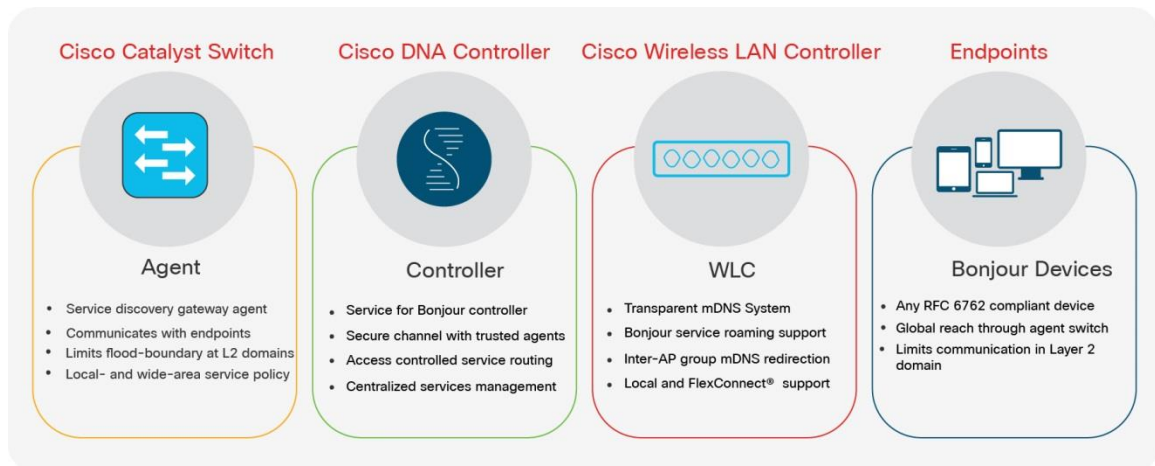 Cisco Catalyst Switch
Agent
• Service discovery gateway agent
• Communicates with endpoints
• Limits flood-boundary at L2 domains
• Local- and wide-area service policy
Cisco DNA Controller
Controller
• Service for Bonjour controller
• Secure channel with trusted agents
• Access controlled service routing
• Centralized services management
Cisco Wireless LAN Controller
WLC
• Transparent mDNS System
• Bonjour service roaming support
• Inter-AP group mDNS redirection
• Local and FlexConnect® support
Endpoints
Bonjour Devices
• Any RFC 6762 compliant device
• Global reach through agent switch
• Limits communication in Layer 2
domain